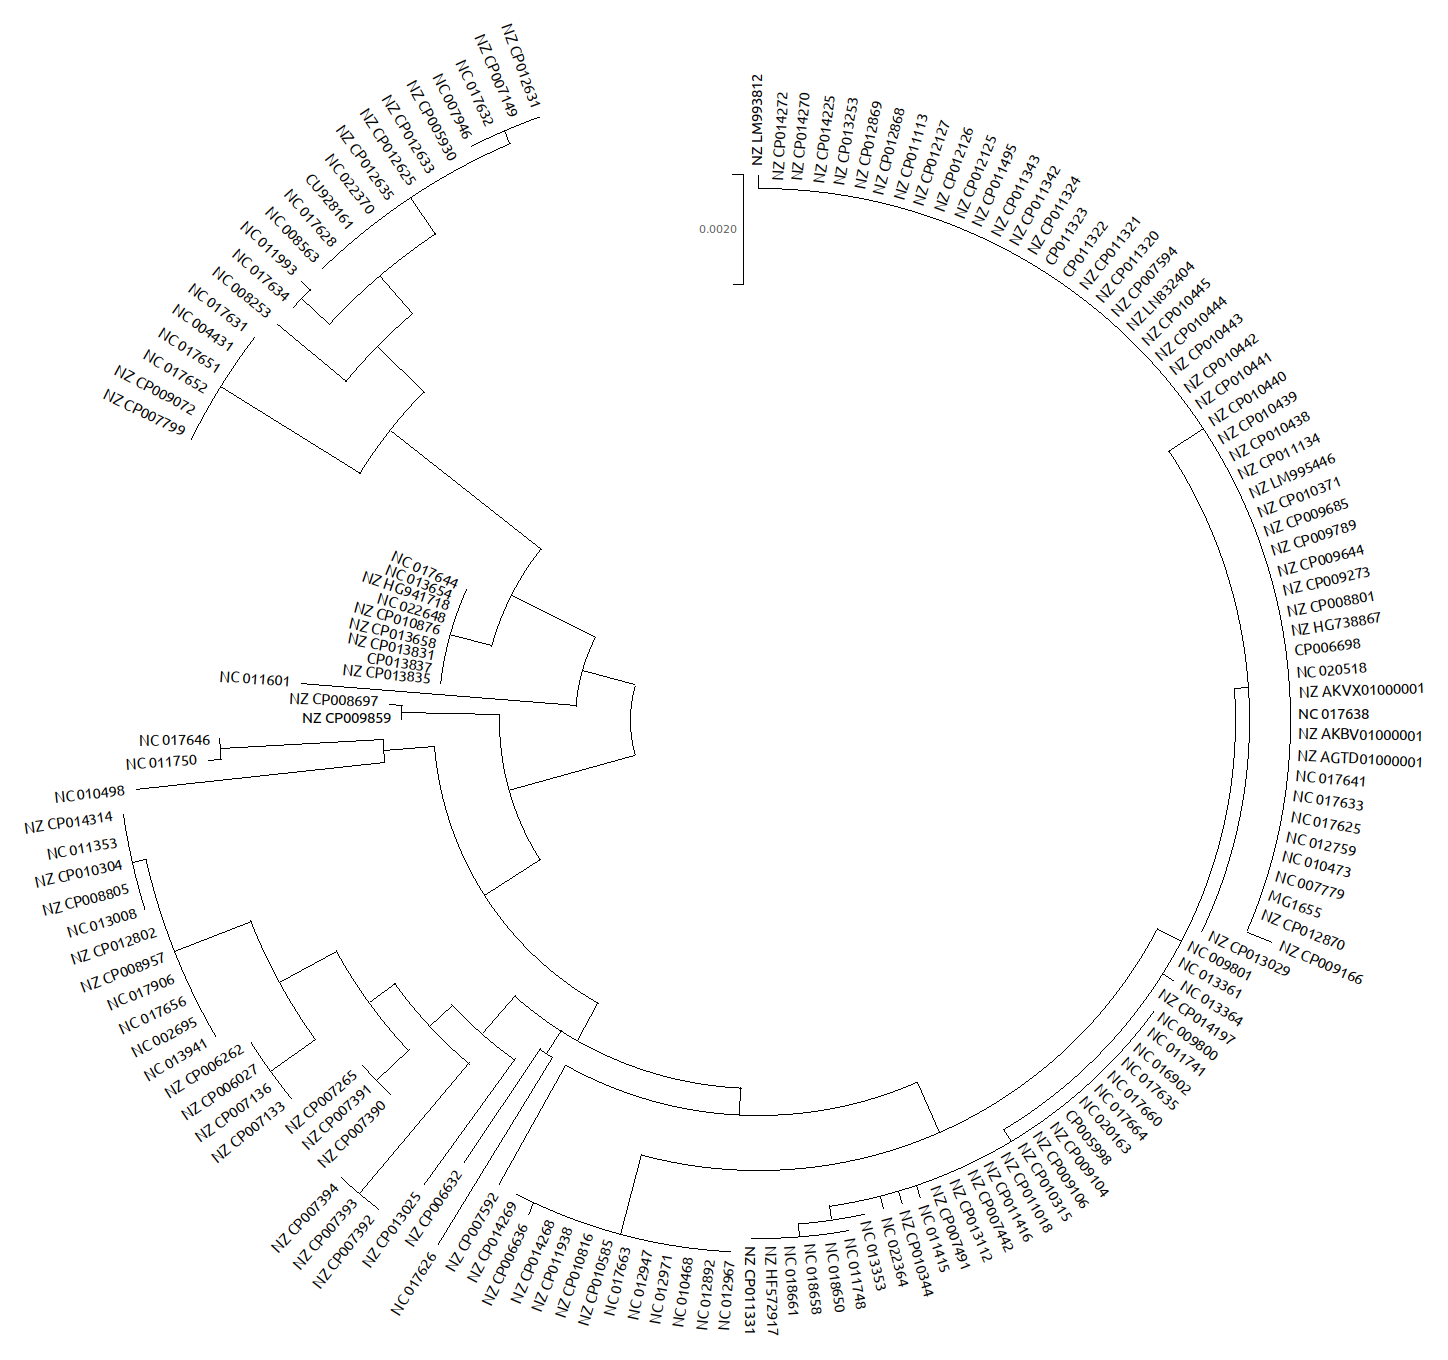 NZ LM993812
NZ CP014272
NZ CP014270
NZ CP014225
NZ CP013253
NZ CP012869
NZ CP012868
NZ CP011113
NZ CP012127
NZ CP012126
NZ CP012125
NZ CP011495
NZ CP011343
NZ CP011342
NZ CP011324
CP011323
CP011322
NZ CP011321
NZ CP011320
NZ CP007594
NZ LN832404
NZ CP010445
NZ CP010444
NZ CP010443
NZ CP010442
NZ CP010441
NZ CP010440
NZ CP010439
NZ CP010438
NZ CP011134
NZ LM995446
NZ CP010371
NZ CP009685
NZ CP009789
NZ CP009644
NZ CP009273
NZ CP008801
NZ HG738867
CP006698
NC 020518
NZ AKVX01000001
NC 017638
NZ AKBV01000001
NZ AGTD01000001
NC 017641
NC 017633
NC 017625
NC 012759
NC 010473
NC 007779
MG1655
NZ CP012870
NZ CP009166
NZ CP013029
NC 009801
NC 013361
NC 013364
NZ CP014197
NC 009800
NC 011741
NC 016902
NC 017635
NC 017660
NC 017664
NC 020163
CP005998
NZ CP009104
NZ CP009106
NZ CP010315
NZ CP011018
NZ CP011416
NZ CP007442
NZ CP013112
NZ CP007491
NC 011415
NZ CP010344
NC 022364
NC 013353
NC 011748
NC 018650
NC 018658
NC 018661
NZ HF572917
NZ CP011331
NC 012967
NC 012892
NC 010468
NC 012971
NC 012947
NC 017663
NZ CP010585
NZ CP010816
NZ CP011938
NZ CP014268
NZ CP006636
NZ CP014269
NZ CP007592
NC 017626
NZ CP006632
NZ CP013025
NZ CP007392
NZ CP007393
NZ CP007394
NZ CP007390
NZ CP007391
NZ CP007265
NZ CP007133
NZ CP007136
NZ CP006027
NZ CP006262
NC 013941
NC 002695
NC 017656
NC 017906
NZ CP008957
NZ CP012802
NC 013008
NZ CP008805
NZ CP010304
NC 011353
NZ CP014314
NC 010498
NC 011750
NC 017646
NZ CP009859
NZ CP008697
NC 011601
NZ CP013835
CP013837
NZ CP013831
NZ CP013658
NZ CP010876
NC 022648
NZ HG941718
NC 013654
NC 017644
NZ CP007799
NZ CP009072
NC 017652
NC 017651
NC 004431
NC 017631
NC 008253
NC 017634
NC 011993
NC 008563
NC 017628
CU928161
NC 022370
NZ CP012635
NZ CP012625
NZ CP012633
NZ CP005930
NC 007946
NC 017632
NZ CP007149
NZ CP012631
0.0020